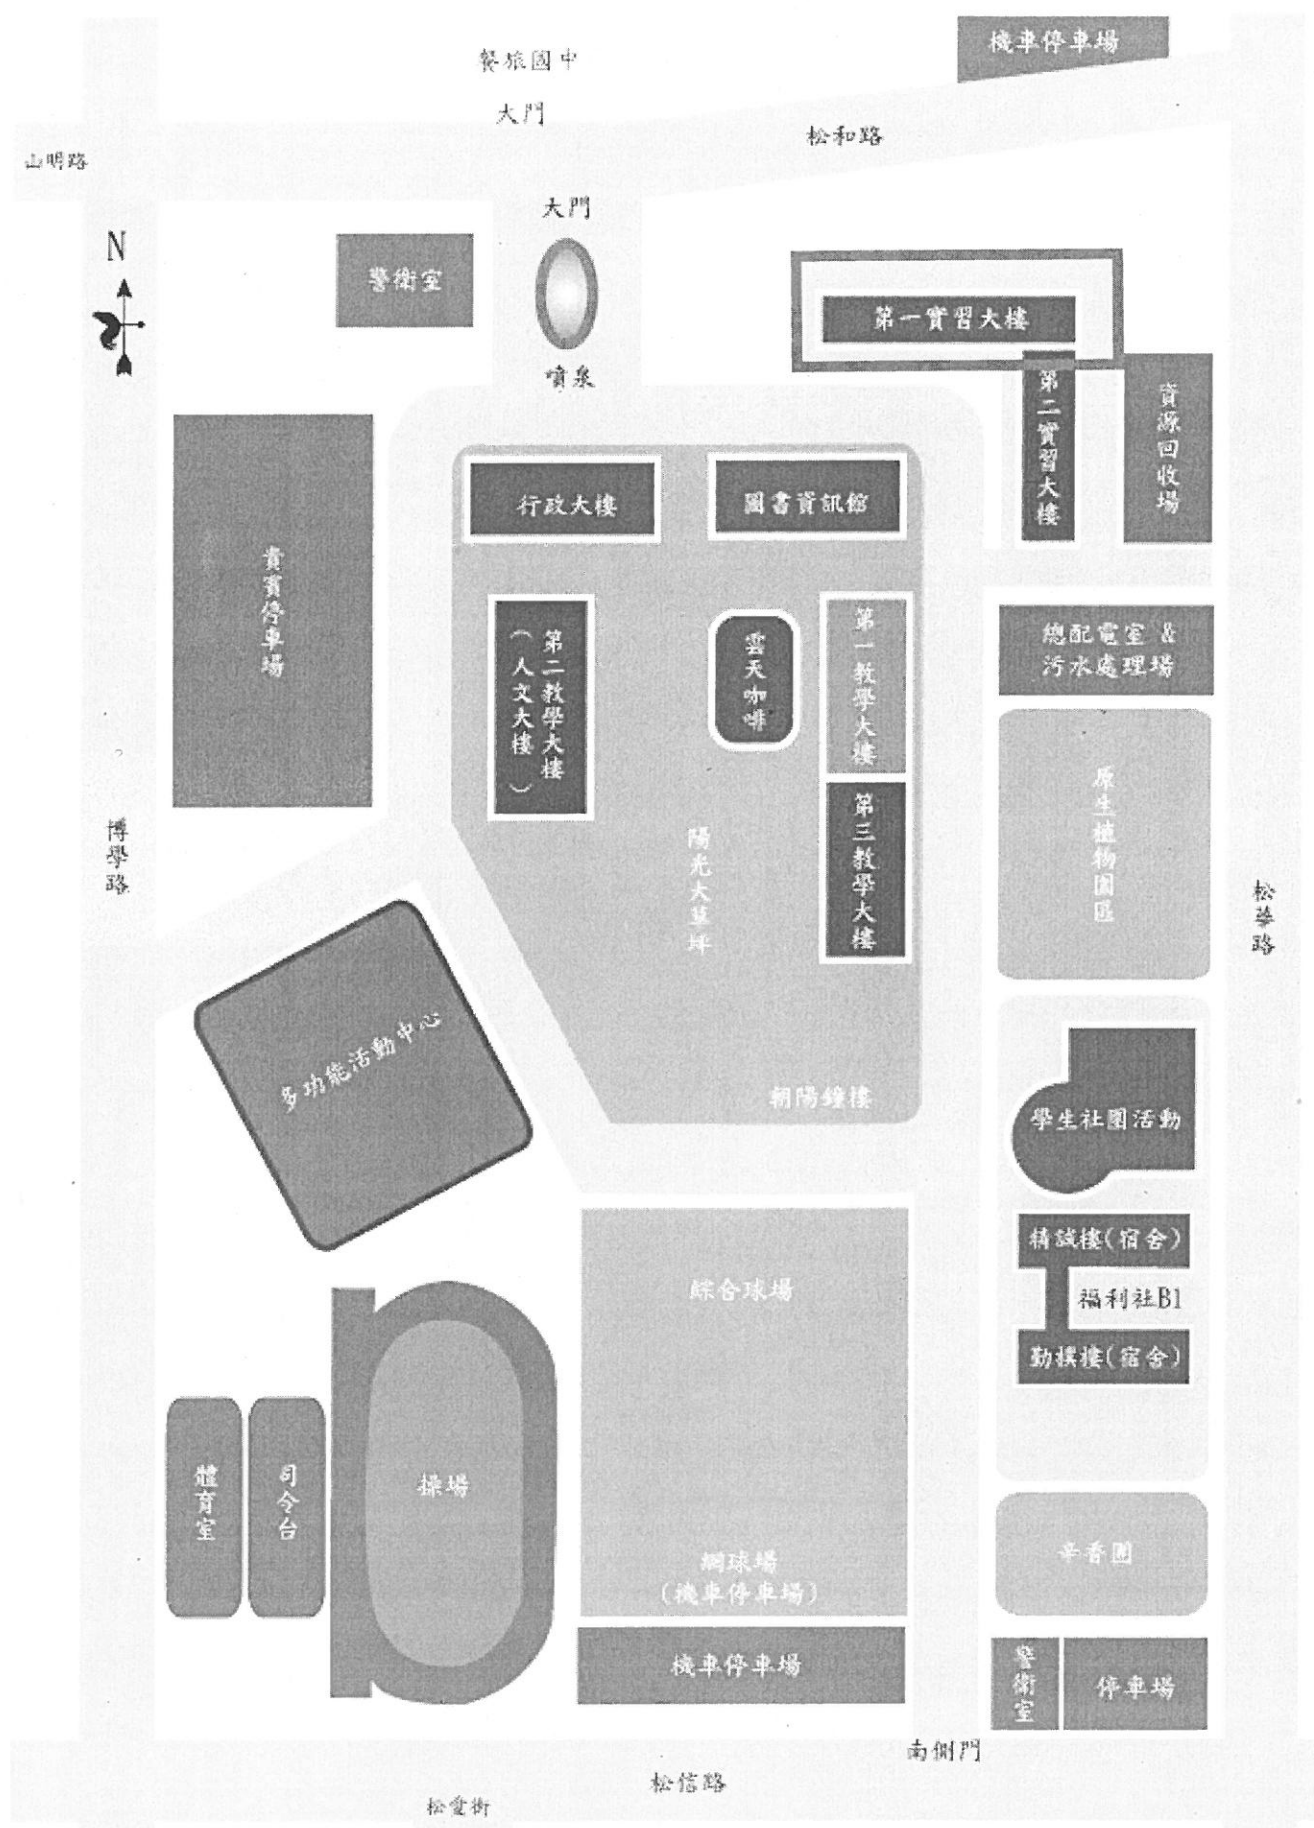 機車停車場
餐旅國中
大門
松和路
山明路
大門
N
警衛室
第一實習大樓
噴泉
第二實習大樓
資源回收場
行政大樓
圖書資訊館
貴賓停車場
第二教學大樓
(人文大樓)
雲天咖啡
第一教學大樓
總配電室 &
污水處理場
原生植物園區
博學路
陽光大草坪
第三教學大樓
松華路
多功能活動中心
朝陽鐘樓
學生社團活動
精誠樓(宿舍)
綜合球場
福利社B1
勤樸樓(宿舍)
體育室
司令台
操場
網球場
(機車停車場)
辛香圃
機車停車場
警衛室
停車場
南側門
松信路
松愛街